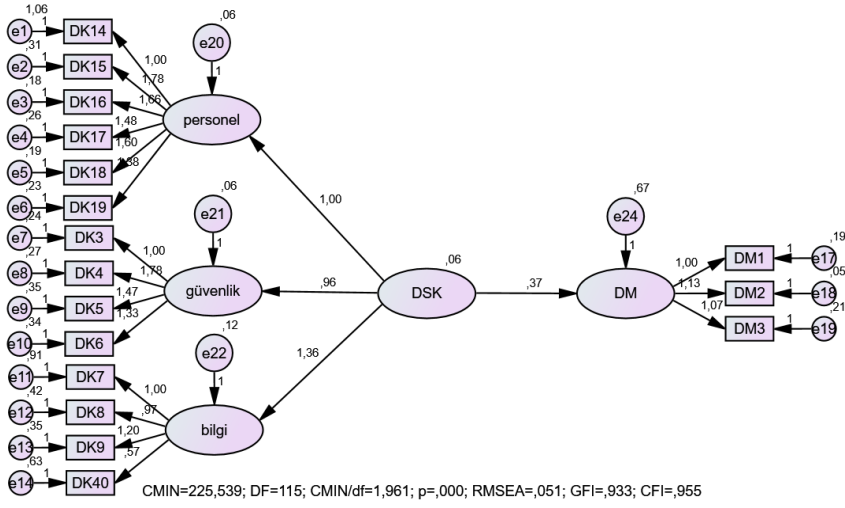 1,06
e1 1 DK14
,31
e2 1 DK15
,18
e3 1 DK16
,26
e4 1 DK17
,19
e5 1 DK18
,23
e6 1 DK19
,24
e7 1 DK3
,27
e8 1 DK4
,35
e9 1 DK5
,34
e10 1 DK6
,91
e11 1 DK7
,42
e12 1 DK8
,35
e13 1 DK9
,63
e14 1 DK40
,06
e20
1
1,00
1,78
1,66
1,48
1,60
1,38
personel
,06
e21
1
1,00
1,78
1,47
1,33
güvenlik
,12
e22
1
1,00
,97
1,20
,57
bilgi
1,00
,96
1,36
,06
DSK
,37
,67
e24
1
DM
1,00
1,13
1,07
DM1 1 e17 ,19
DM2 1 e18 ,05
DM3 1 e19 ,21
CMIN=225,539; DF=115; CMIN/df=1,961; p=,000; RMSEA=,051; GFI=,933; CFI=,955